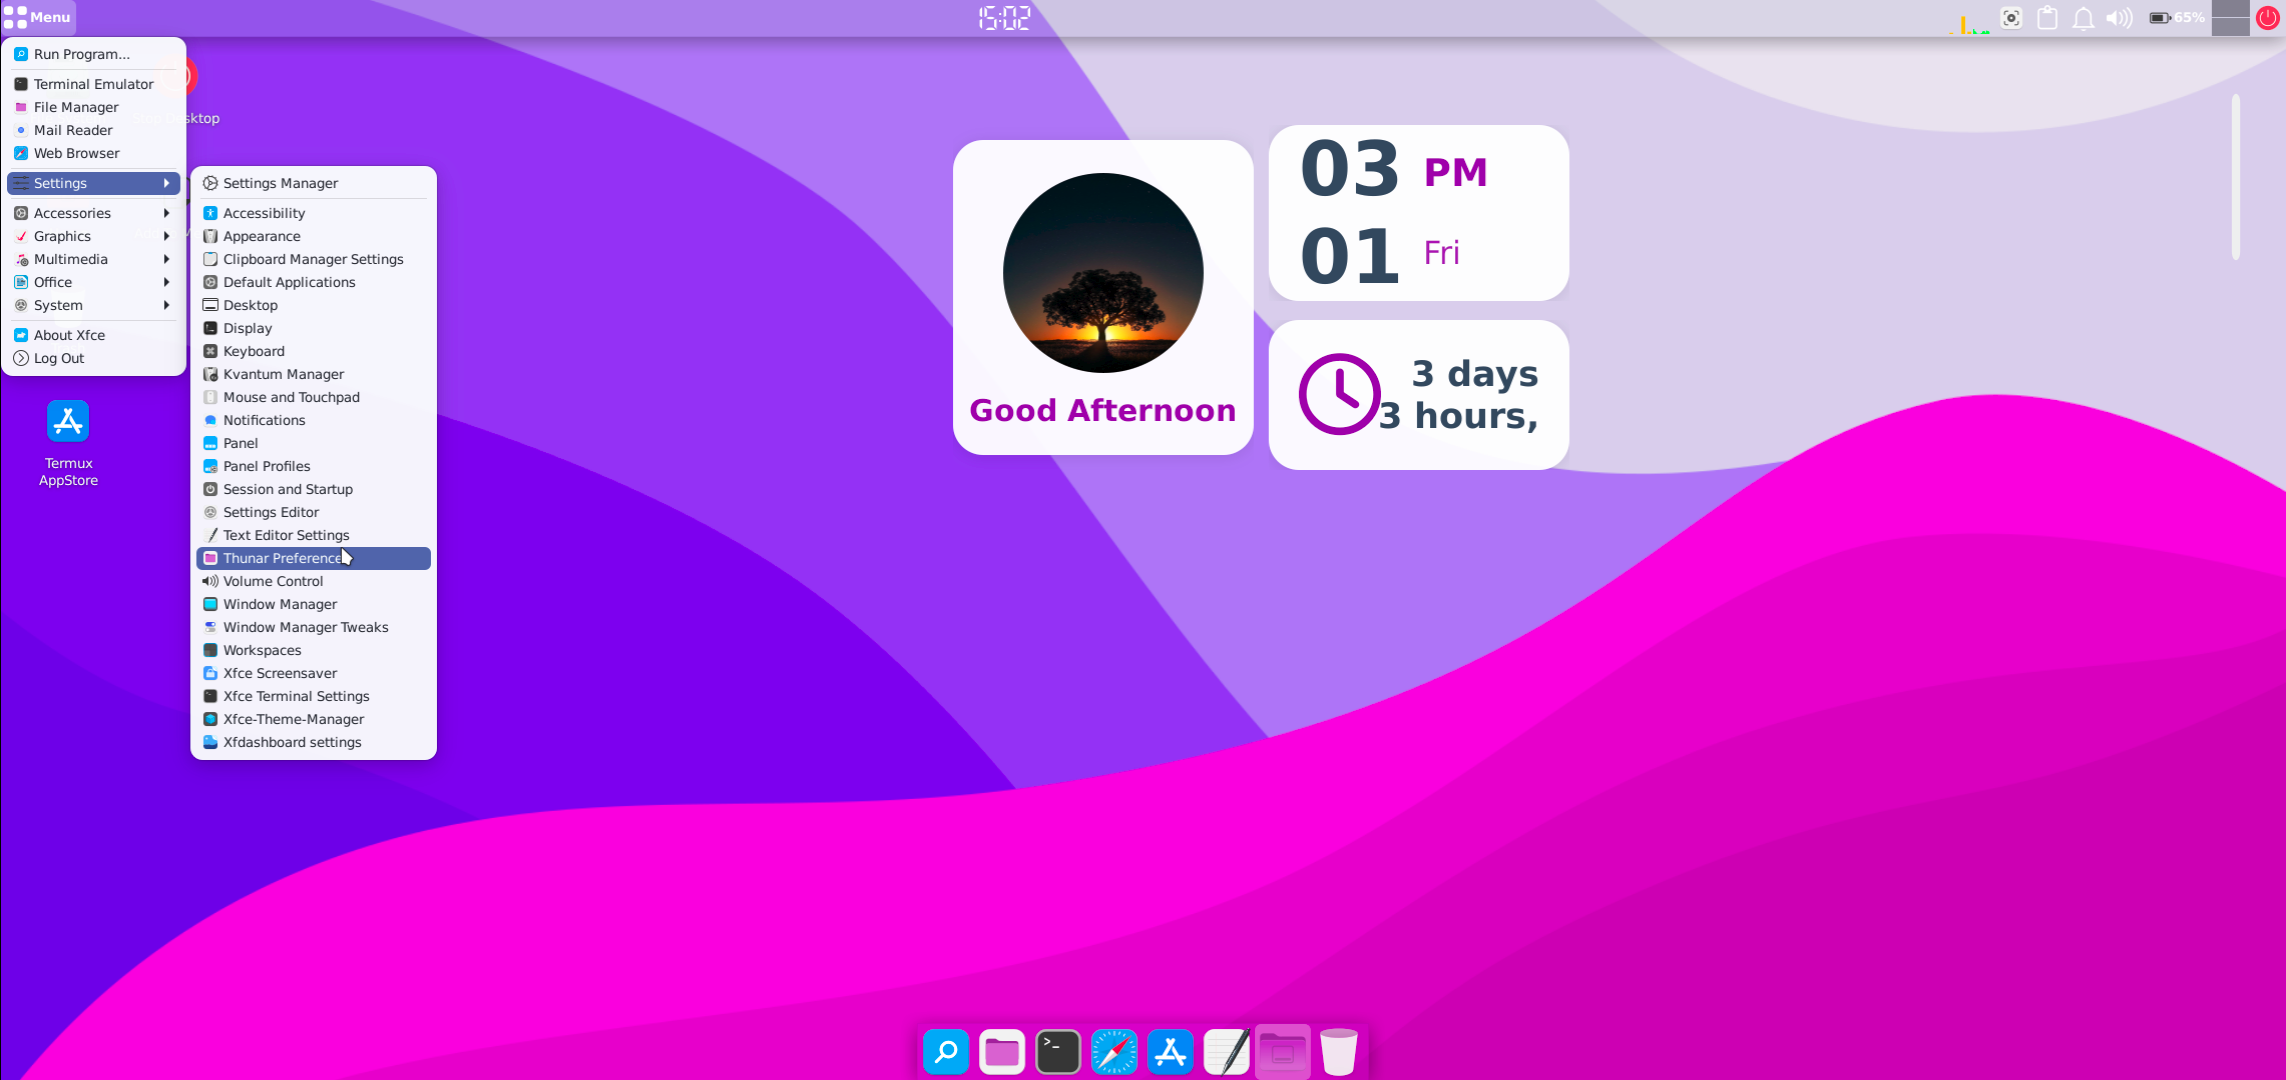 Menu
15:02
65%
Run Program...
Terminal Emulator
File Manager
Mail Reader
Web Browser
Settings
Accessories
Graphics
Multimedia
Office
System
About Xfce
Log Out
sktop
Settings Manager
Accessibility
Appearance
Clipboard Manager Settings
Default Applications
Desktop
Display
Keyboard
Kvantum Manager
Mouse and Touchpad
Notifications
Panel
Panel Profiles
Session and Startup
Settings Editor
Text Editor Settings
Thunar Preference
Volume Control
Window Manager
Window Manager Tweaks
Workspaces
Xfce Screensaver
Xfce Terminal Settings
Xfce-Theme-Manager
Xfdashboard settings
Termux
AppStore
Good Afternoon
03 PM
01 Fri
3 days
3 hours,
>_